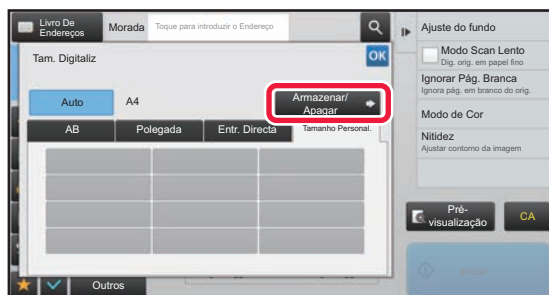 Livro De
Endereços
Morada
Toque para introduzir o Endereço
Tam. Digitaliz
OK
Auto
A4
Armazenar/
Apagar
AB
Polegada
Entr. Directa
Tamanho Personal.
Outros
Ajuste do fundo
Modo Scan Lento
Dig. orig. em papel fino
Ignorar Pág. Branca
Ignora pág. em branco do orig.
Modo de Cor
Nitidez
Ajustar contorno da imagem
Pré-
visualização
CA